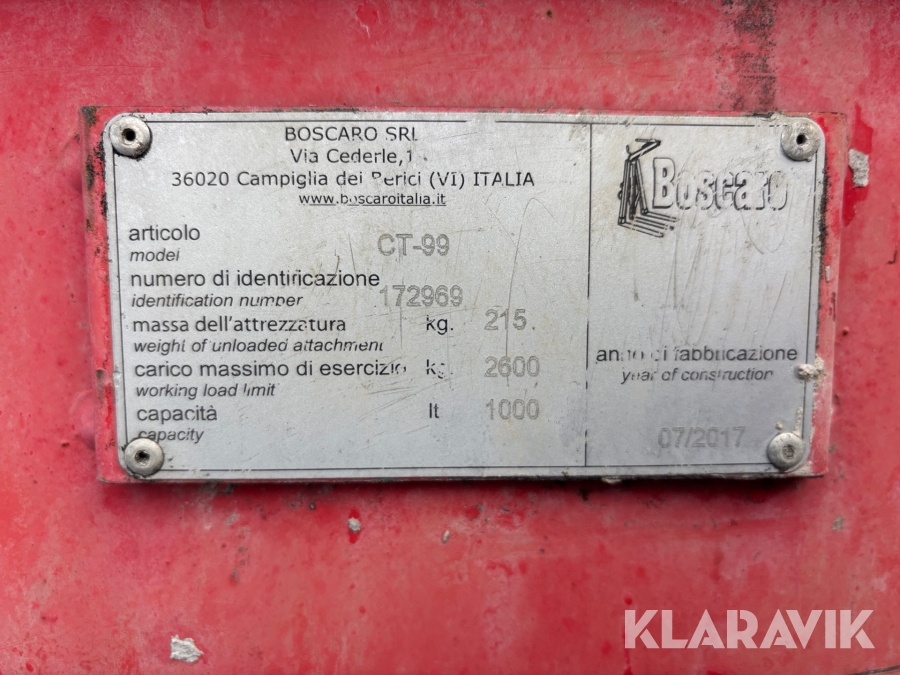 BOSCARO SRL
Via Cederle,1
36020 Campiglia dei Berici (VI) ITALIA
www.boscaroitalia.it
Boscaro
articolo CT-99
model
numero di identificazione
identification number 172969
massa dell'attrezzatura kg. 215
weight of unloaded attachment
carico massimo di esercizio kg. 2600
working load limit
capacità lt 1000
capacity
anno di fabbricazione
year of construction
07/2017
KLARAVIK